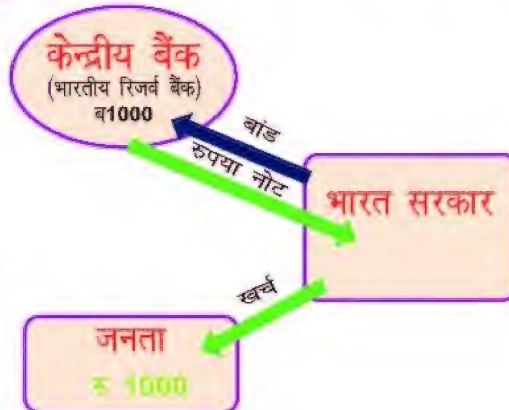 केन्द्रीय बैंक
(भारतीय रिजर्व बैंक)
ब1000
बांड
रुपया नोट
भारत सरकार
खर्च
जनता
रु 1000